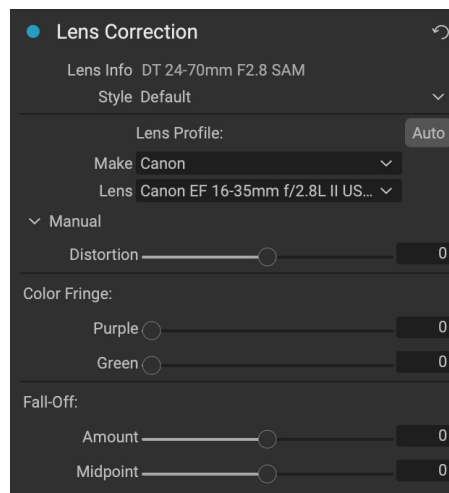 Lens Correction
Lens Info DT 24-70mm F2.8 SAM
Style Default
Lens Profile: Auto
Make Canon
Lens Canon EF 16-35mm f/2.8L II US...
Manual
Distortion 0
Color Fringe:
Purple 0
Green 0
Fall-Off:
Amount 0
Midpoint 0